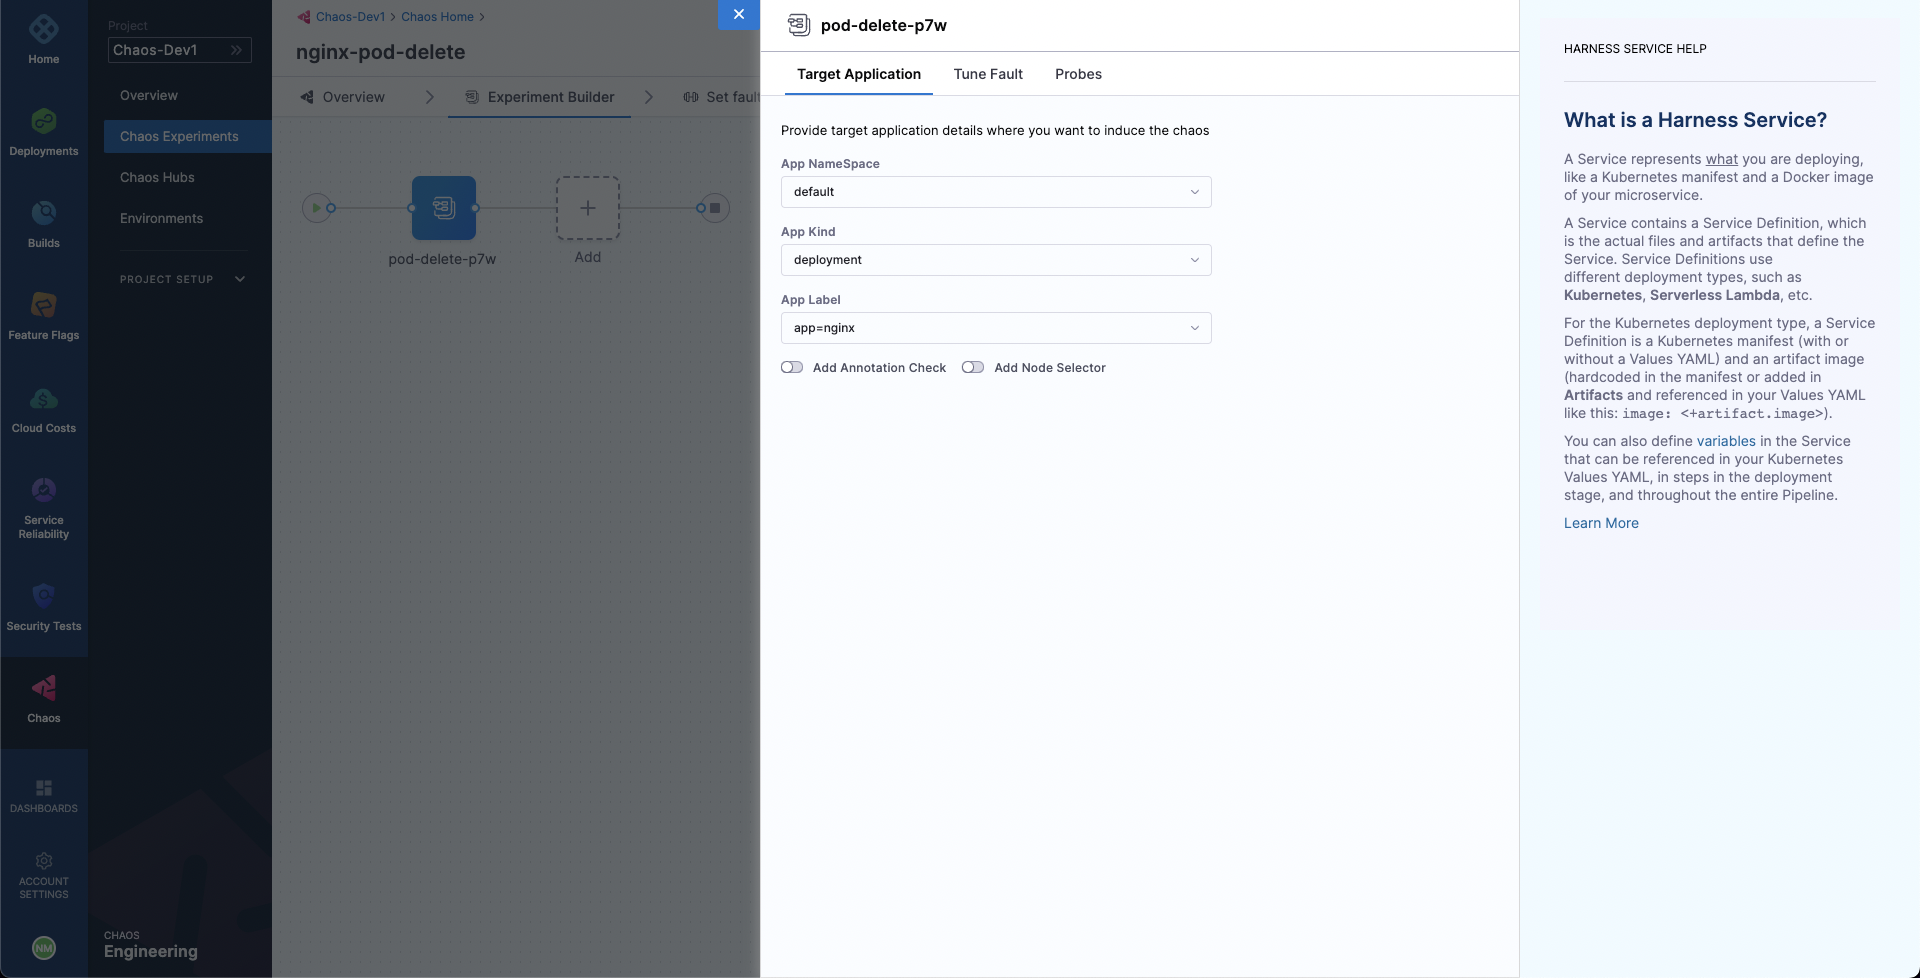 Home
Deployments
Builds
Feature Flags
Cloud Costs
Service
Reliability
Security Tests
Chaos
DASHBOARDS
ACCOUNT
SETTINGS
NM
Project
Chaos-Dev1
Overview
Chaos Experiments
Chaos Hubs
Environments
PROJECT SETUP
CHAOS
Engineering
Chaos-Dev1 > Chaos Home >
nginx-pod-delete
Overview
Experiment Builder
Set fault
pod-delete-p7w
Add
pod-delete-p7w
Target Application
Tune Fault
Probes
Provide target application details where you want to induce the chaos
App NameSpace
default
App Kind
deployment
App Label
app=nginx
Add Annotation Check
Add Node Selector
HARNESS SERVICE HELP
What is a Harness Service?
A Service represents what you are deploying,
like a Kubernetes manifest and a Docker image
of your microservice.
A Service contains a Service Definition, which
is the actual files and artifacts that define the
Service. Service Definitions use
different deployment types, such as
Kubernetes, Serverless Lambda, etc.
For the Kubernetes deployment type, a Service
Definition is a Kubernetes manifest (with or
without a Values YAML) and an artifact image
(hardcoded in the manifest or added in
Artifacts and referenced in your Values YAML
like this: image: <+artifact.image>).
You can also define variables in the Service
that can be referenced in your Kubernetes
Values YAML, in steps in the deployment
stage, and throughout the entire Pipeline.
Learn More